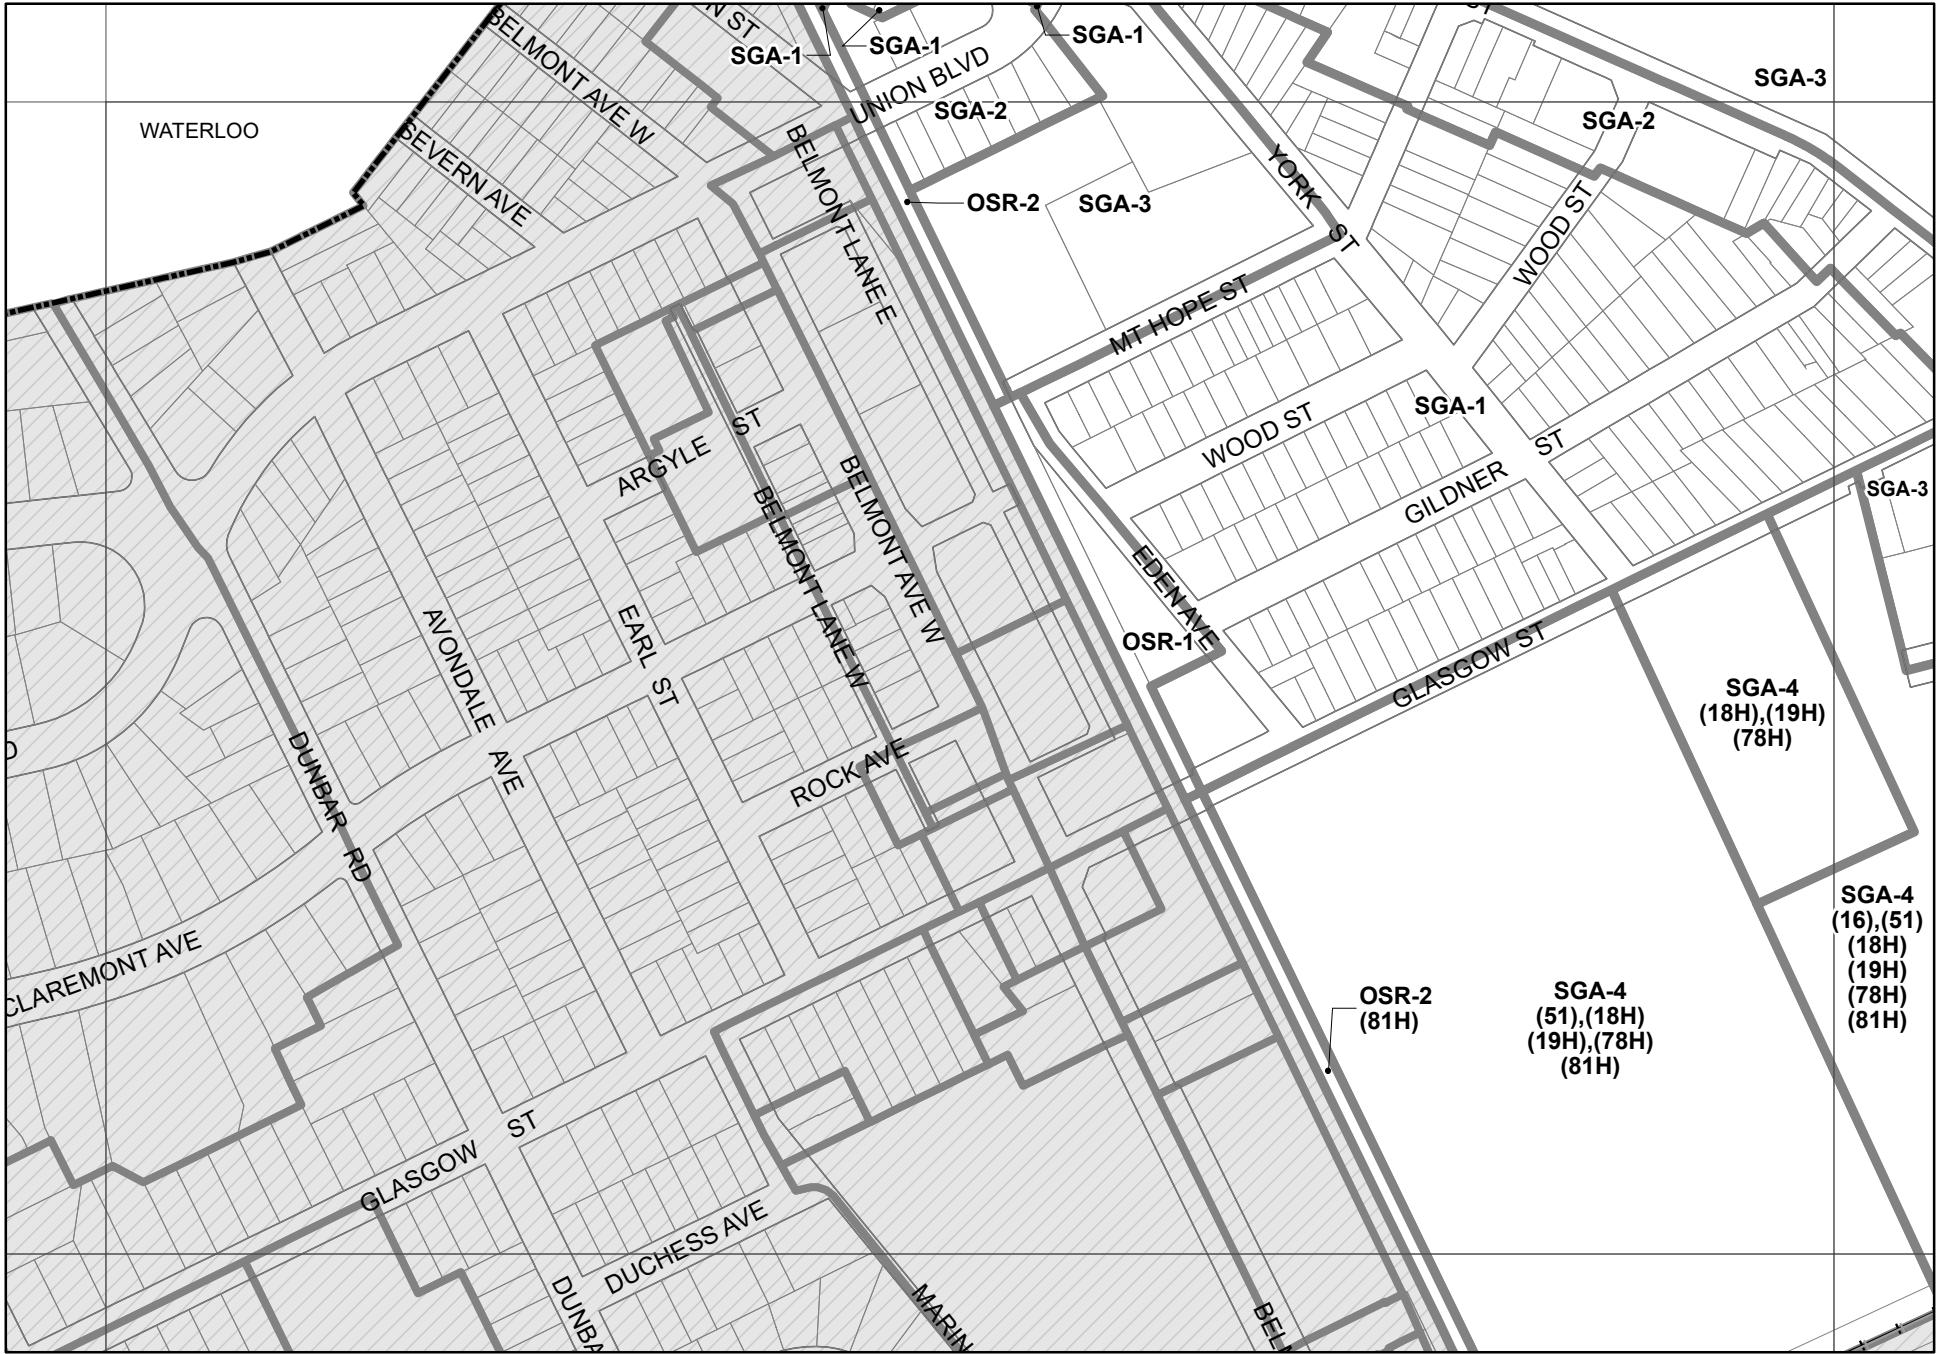 BELMONT AVE W
N ST
SGA-1
SGA-1
SGA-1
UNION BLVD
SGA-3
WATERLOO
SEVERN AVE
BELMONT LANE E
SGA-2
SGA-2
YORK ST
OSR-2
SGA-3
WOOD ST
MT HOPE ST
ARGYLE ST
SGA-1
WOOD ST
GILDNER ST
SGA-3
BELMONT LANE W
BELMONT AVE W
EDEN AVE
OSR-1
GLASGOW ST
AVONDALE AVE
EARL ST
SGA-4
(18H),(19H)
(78H)
DUNBAR RD
ROCK AVE
CLAREMONT AVE
SGA-4
(16),(51)
(18H)
(19H)
(78H)
(81H)
OSR-2
(81H)
SGA-4
(51),(18H)
(19H),(78H)
(81H)
GLASGOW ST
DUCHESS AVE
DUNBA
MARIN
BELM